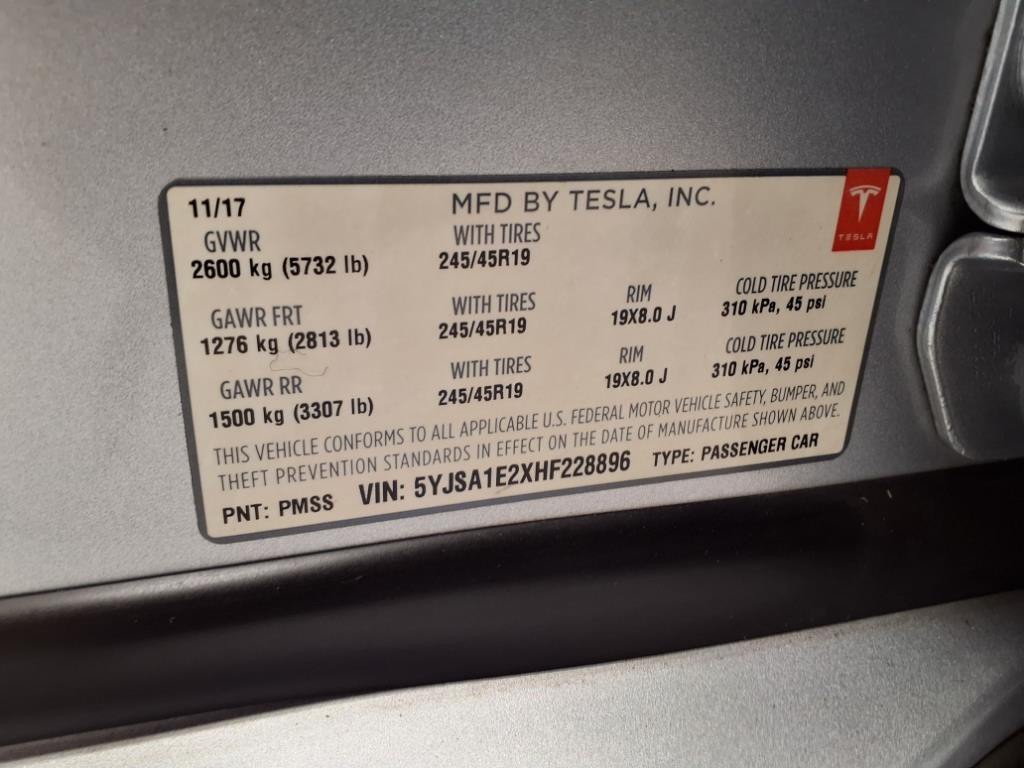 11/17 MFD BY TESLA, INC.
TESLA
GVWR WITH TIRES
2600 kg (5732 lb) 245/45R19
GAWR FRT WITH TIRES RIM COLD TIRE PRESSURE
1276 kg (2813 lb) 245/45R19 19X8.0 J 310 kPa, 45 psi
GAWR RR WITH TIRES RIM COLD TIRE PRESSURE
1500 kg (3307 lb) 245/45R19 19X8.0 J 310 kPa, 45 psi
THIS VEHICLE CONFORMS TO ALL APPLICABLE U.S. FEDERAL MOTOR VEHICLE SAFETY, BUMPER, AND
THEFT PREVENTION STANDARDS IN EFFECT ON THE DATE OF MANUFACTURE SHOWN ABOVE.
PNT: PMSS VIN: 5YJSA1E2XHF228896 TYPE: PASSENGER CAR